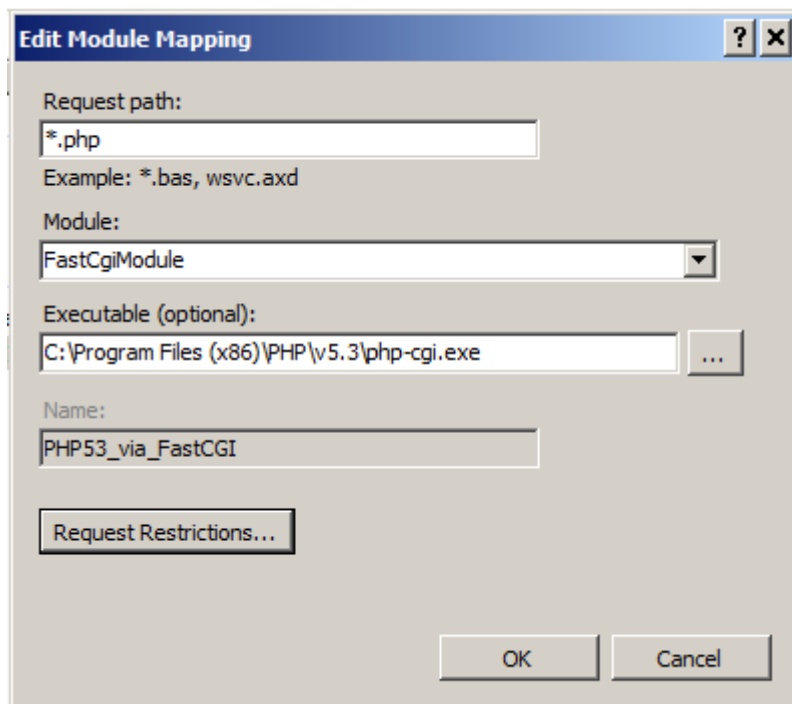 Edit Module Mapping
?
Request path:
*.php
Example: *.bas, wsvc.axd
Module:
FastCgiModule
Executable (optional):
C:\Program Files (x86)\PHP\v5.3\php-cgi.exe
...
Name:
PHP53_via_FastCGI
Request Restrictions...
OK
Cancel